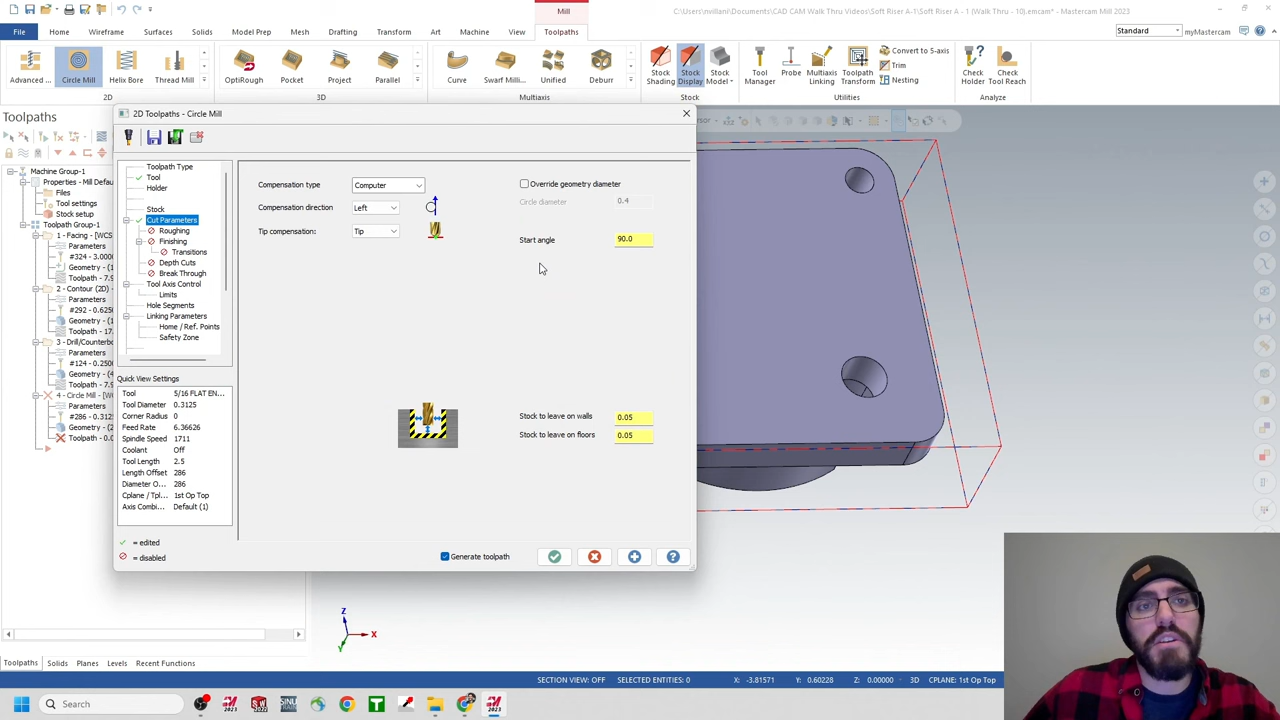 Mill
C:\Users\nvillani\Documents\CAD CAM Walk Thru Videos\Soft Riser A-1\Soft Riser A - 1 (Walk Thru - 10).emcam* - Mastercam Mill 2023
File
Home
Wireframe
Surfaces
Solids
Model Prep
Mesh
Drafting
Transform
Art
Machine
View
Toolpaths
Standard
myMastercam
Advanced ...
Circle Mill
Helix Bore
Thread Mill
OptiRough
Pocket
Project
Parallel
Curve
Swarf Milli...
Unified
Deburr
Stock Shading
Stock Display
Stock Model
Tool Manager
Probe
Multiaxis Linking
Toolpath Transform
Convert to 5-axis
Trim
Nesting
Check Holder
Check Tool Reach
2D
3D
Multiaxis
Stock
Utilities
Analyze
Toolpaths
Machine Group-1
Properties - Mill Defau
Files
Tool settings
Stock setup
Toolpath Group-1
1 - Facing - [WCS
Parameters
#324 - 3.0000
Geometry - (
Toolpath - 7.9
2 - Contour (2D)
Parameters
#292 - 0.625
Geometry - (
Toolpath - 17.
3 - Drill/Counterbo
Parameters
#124 - 0.250
Geometry - (
Toolpath - 7.9
4 - Circle Mill - [W
Parameters
#286 - 0.312
Geometry - (
Toolpath - 0.0
2D Toolpaths - Circle Mill
Toolpath Type
Tool
Holder
Stock
Cut Parameters
Roughing
Finishing
Transitions
Depth Cuts
Break Through
Tool Axis Control
Limits
Hole Segments
Linking Parameters
Home / Ref. Points
Safety Zone
Quick View Settings
Tool 5/16 FLAT EN...
Tool Diameter 0.3125
Corner Radius 0
Feed Rate 6.36626
Spindle Speed 1711
Coolant Off
Tool Length 2.5
Length Offset 286
Diameter O... 286
Cplane / Tpl... 1st Op Top
Axis Combi... Default (1)
= edited
= disabled
Compensation type Computer
Compensation direction Left
Tip compensation: Tip
Override geometry diameter
Circle diameter 0.4
Start angle 90.0
Stock to leave on walls 0.05
Stock to leave on floors 0.05
Generate toolpath
Z
X
Y
Toolpaths
Solids
Planes
Levels
Recent Functions
SECTION VIEW: OFF
SELECTED ENTITIES: 0
X: -3.81571
Y: 0.60228
Z: 0.00000
3D
CPLANE: 1st Op Top
Search